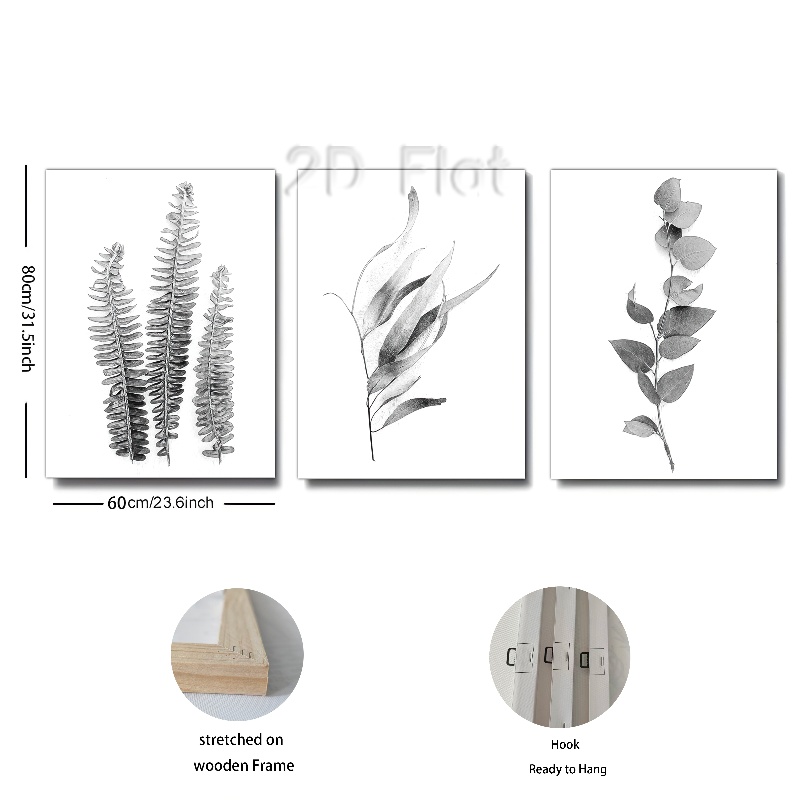 2D Flat
80cm/31.5inch
60cm/23.6inch
stretched on
wooden Frame
Hook
Ready to Hang